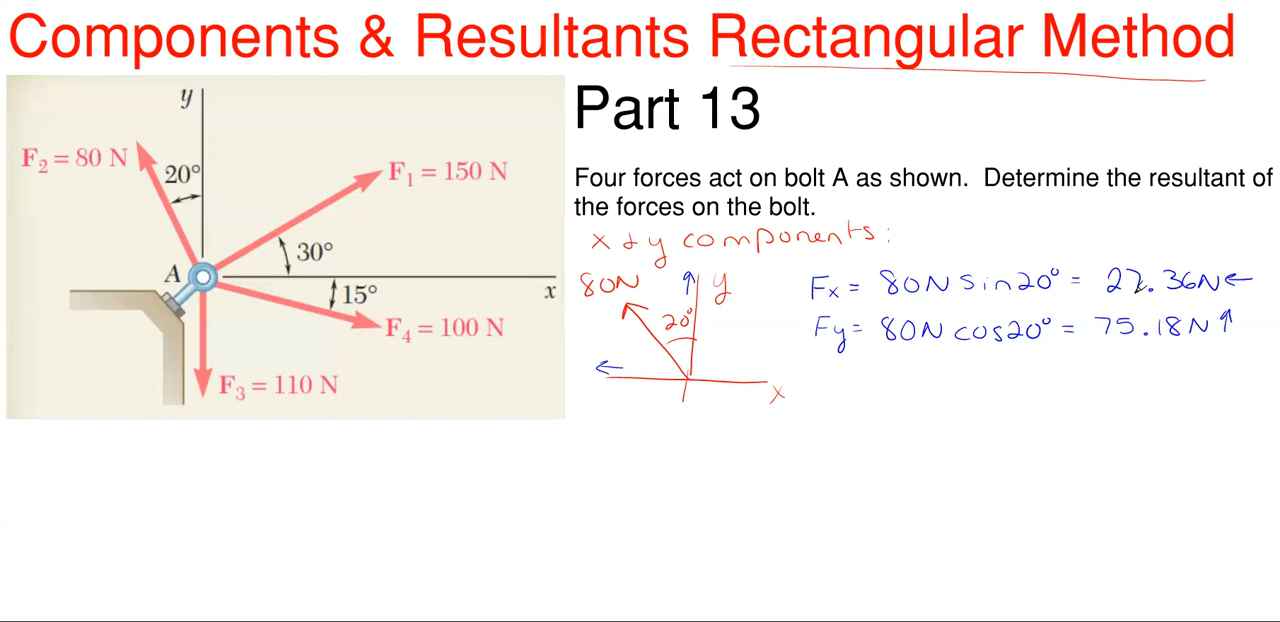 Components & Resultants Rectangular Method
Part 13
Four forces act on bolt A as shown. Determine the resultant of
the forces on the bolt.
y
F₂ = 80 N
20°
F₁ = 150 N
30°
A
15°
x
F₄ = 100 N
F₃ = 110 N
x + y components:
80N
y
20°
x
Fx = 80N sin20° = 27.36N ←
Fy = 80N cos20° = 75.18N ↑